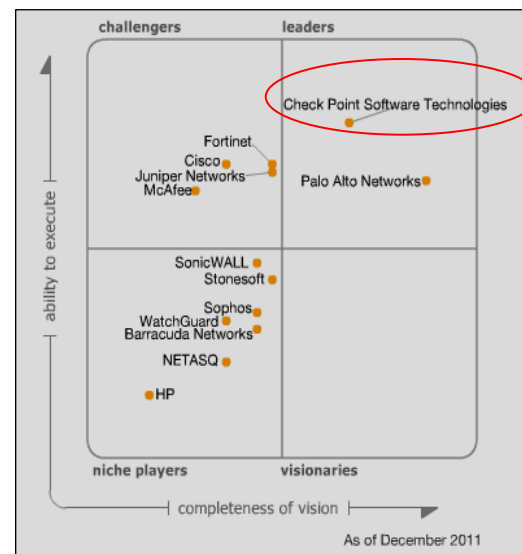 challengers
leaders
Check Point Software Technologies
Fortinet
Cisco
Juniper Networks
McAfee
Palo Alto Networks
ability to execute
SonicWALL
Stonesoft
Sophos
WatchGuard
Barracuda Networks
NETASQ
HP
niche players
visionaries
completeness of vision
As of December 2011